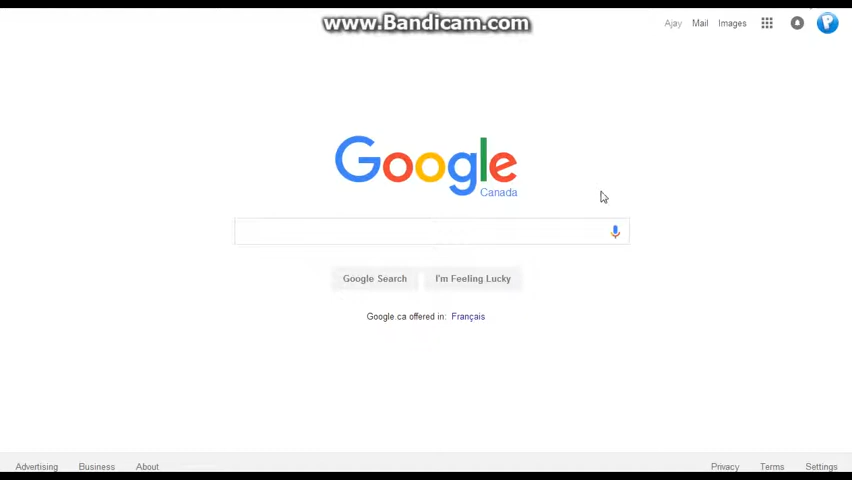 www.Bandicam.com
Ajay Mail Images
Google
Canada
Google Search I'm Feeling Lucky
Google.ca offered in: Français
Advertising Business About Privacy Terms Settings